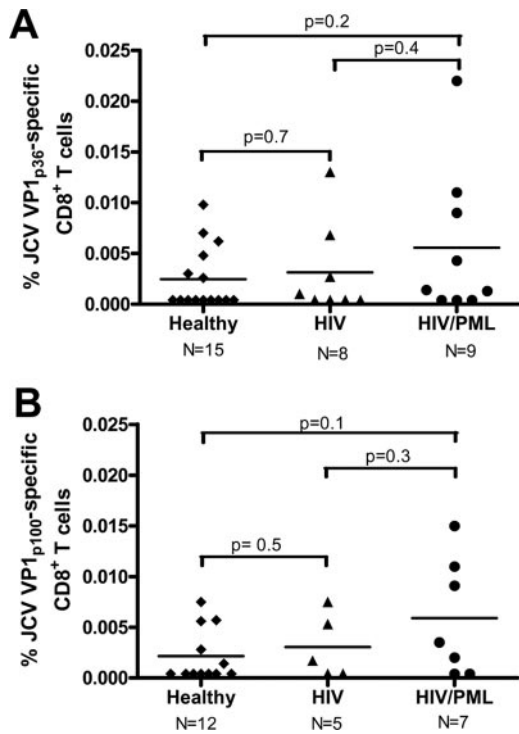 A
% JCV VP1p36-specific
CD8+ T cells
0.025
0.020
0.015
0.010
0.005
0.000
p=0.2
p=0.4
p=0.7
Healthy
HIV
HIV/PML
N=15
N=8
N=9
B
% JCV VP1p100-specific
CD8+ T cells
0.025
0.020
0.015
0.010
0.005
0.000
p=0.1
p=0.3
p= 0.5
Healthy
HIV
HIV/PML
N=12
N=5
N=7